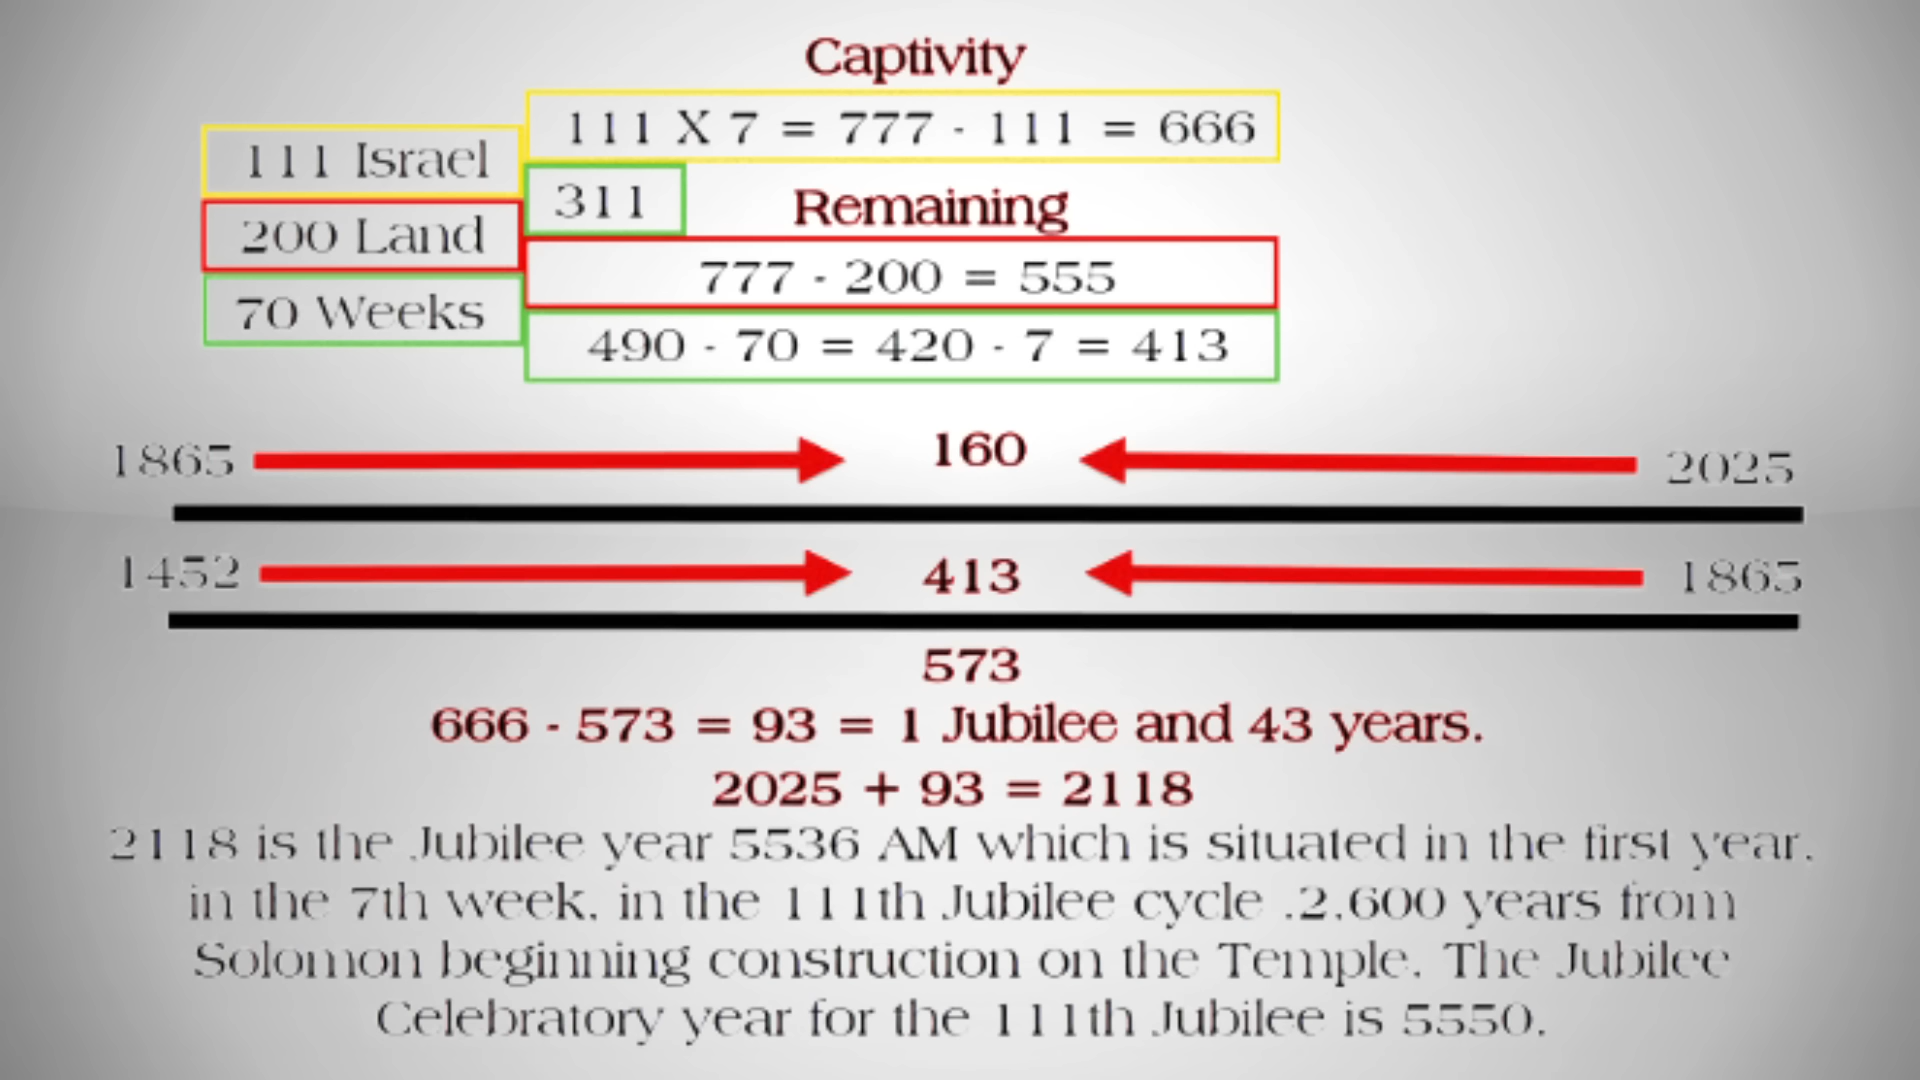 Captivity
111 X 7 = 777 - 111 = 666
111 Israel
311
Remaining
200 Land
777 - 200 = 555
70 Weeks
490 - 70 = 420 - 7 = 413
1865 160 2025
1452 413 1865
573
666 - 573 = 93 = 1 Jubilee and 43 years.
2025 + 93 = 2118
2118 is the Jubilee year 5536 AM which is situated in the first year,
in the 7th week, in the 111th Jubilee cycle .2,600 years from
Solomon beginning construction on the Temple. The Jubilee
Celebratory year for the 111th Jubilee is 5550.